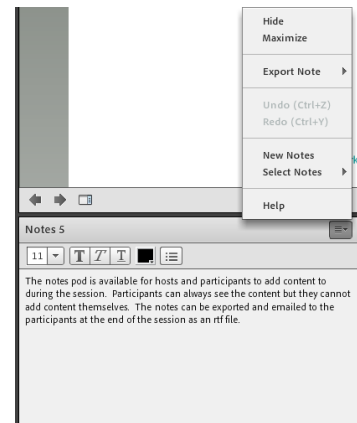 Hide
Maximize
Export Note
Undo (Ctrl+Z)
Redo (Ctrl+Y)
New Notes
Select Notes
Help
Notes 5
11 T T T
The notes pod is available for hosts and participants to add content to
during the session. Participants can always see the content but they cannot
add content themselves. The notes can be exported and emailed to the
participants at the end of the session as an rtf file.